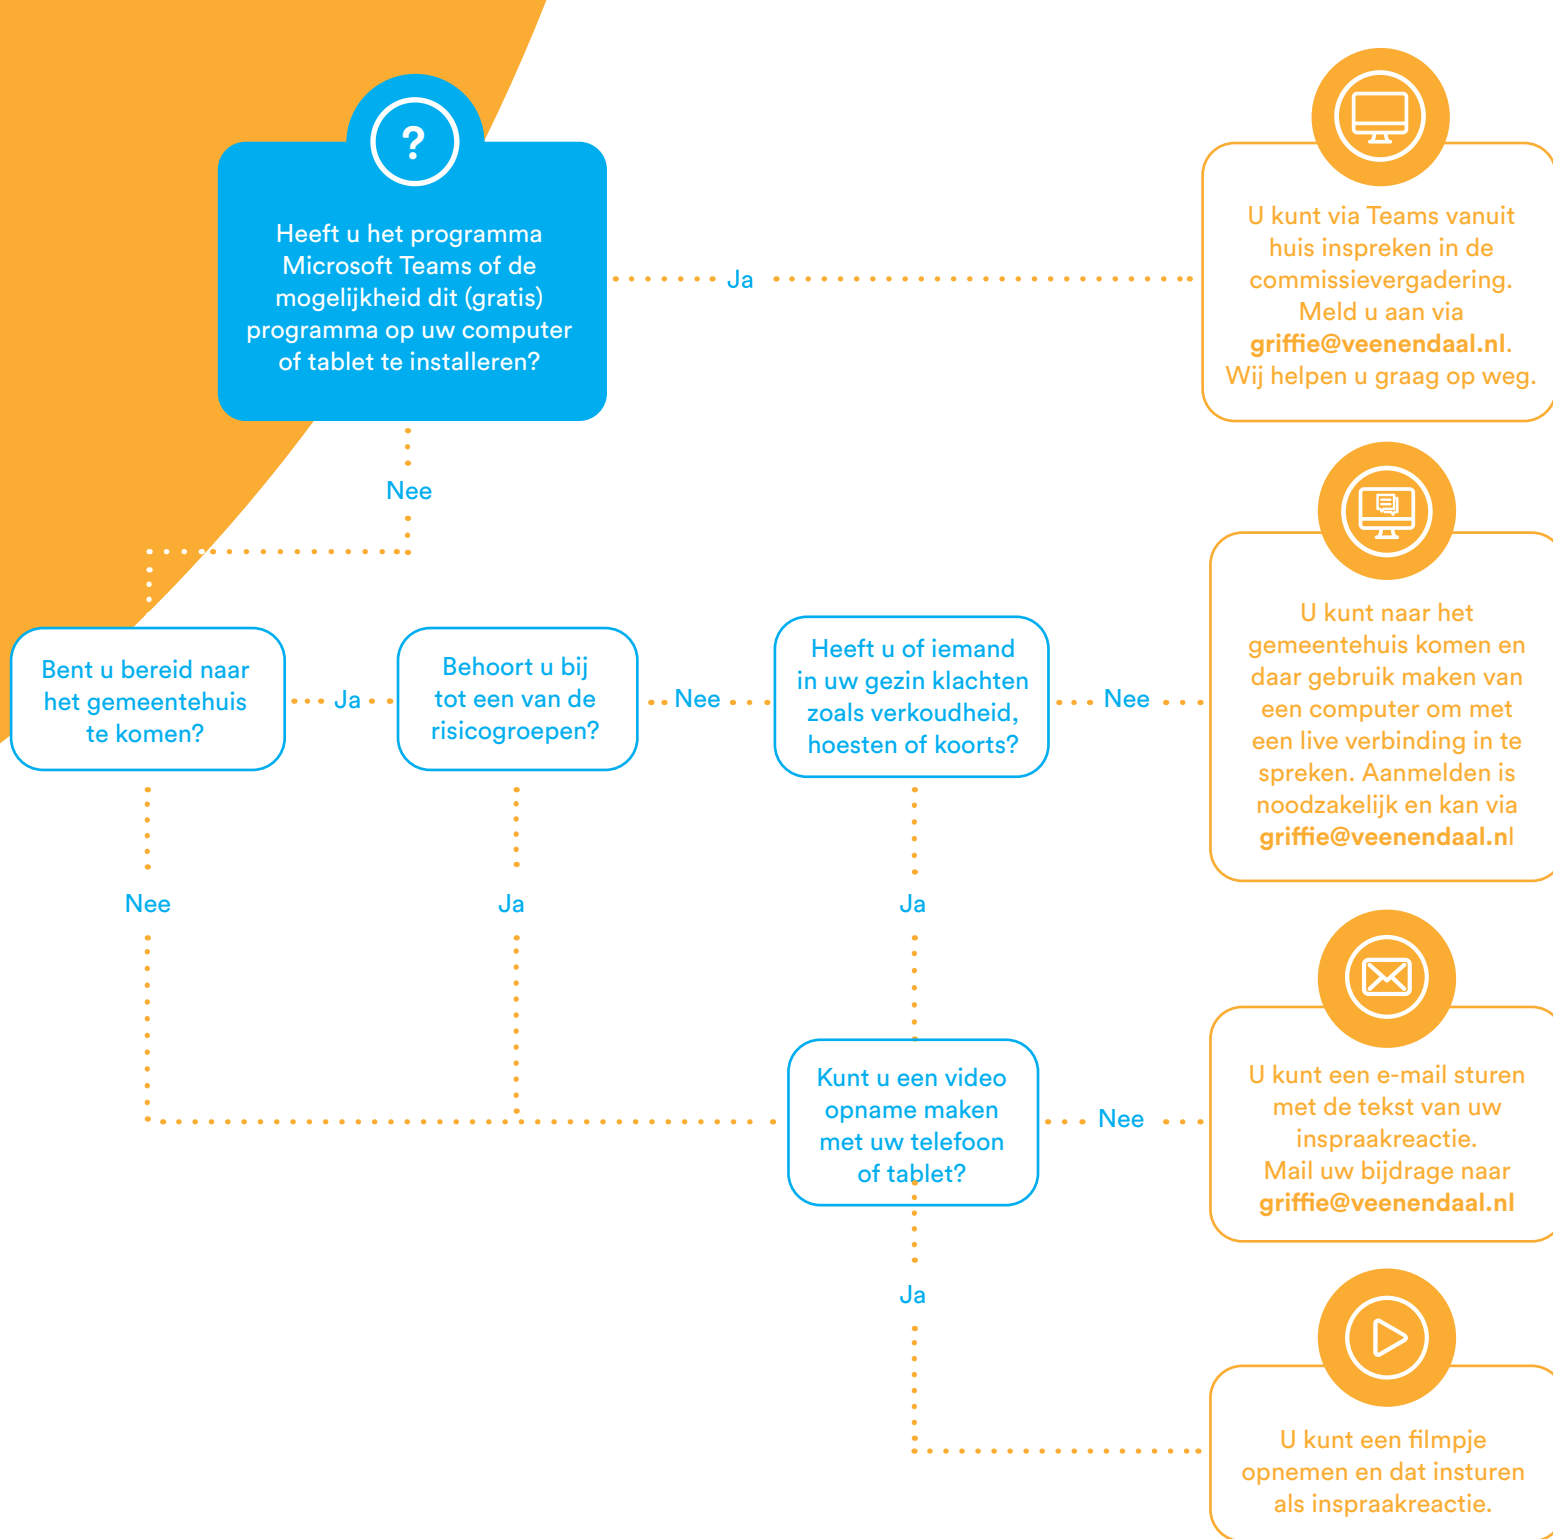 ?
Heeft u het programma
Microsoft Teams of de
mogelijkheid dit (gratis)
programma op uw computer
of tablet te installeren?
Ja
U kunt via Teams vanuit
huis inspreken in de
commissievergadering.
Meld u aan via
griffie@veenendaal.nl.
Wij helpen u graag op weg.
Nee
Bent u bereid naar
het gemeentehuis
te komen?
Ja
Behoort u bij
tot een van de
risicogroepen?
Nee
Heeft u of iemand
in uw gezin klachten
zoals verkoudheid,
hoesten of koorts?
Nee
U kunt naar het
gemeentehuis komen en
daar gebruik maken van
een computer om met
een live verbinding in te
spreken. Aanmelden is
noodzakelijk en kan via
griffie@veenendaal.nl
Nee
Ja
Ja
Kunt u een video
opname maken
met uw telefoon
of tablet?
Nee
U kunt een e-mail sturen
met de tekst van uw
inspraakreactie.
Mail uw bijdrage naar
griffie@veenendaal.nl
Ja
U kunt een filmpje
opnemen en dat insturen
als inspraakreactie.